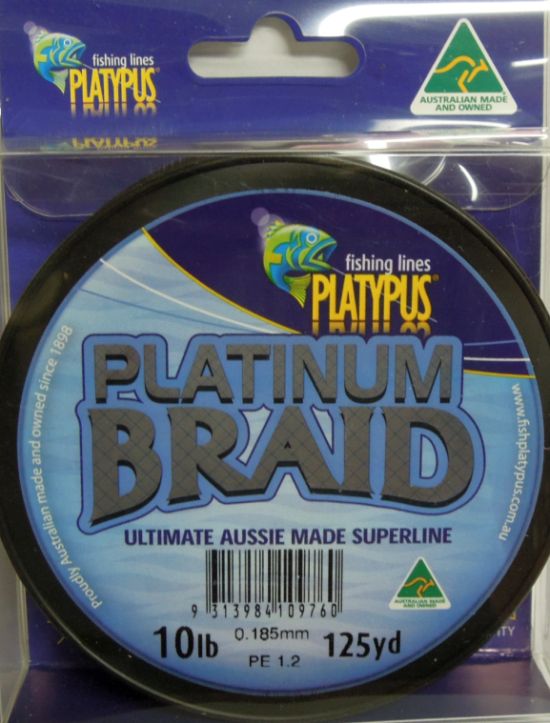 fishing lines
PLATYPUS
AUSTRALIAN MADE
AND OWNED
fishing lines
PLATYPUS®
PLATINUM
BRAID
Proudly Australian made and owned since 1898
www.fishplatypus.com.au
ULTIMATE AUSSIE MADE SUPERLINE
9 313984 109760
AUSTRALIAN MADE
AND OWNED
10lb
0.185mm
125yd
PE 1.2